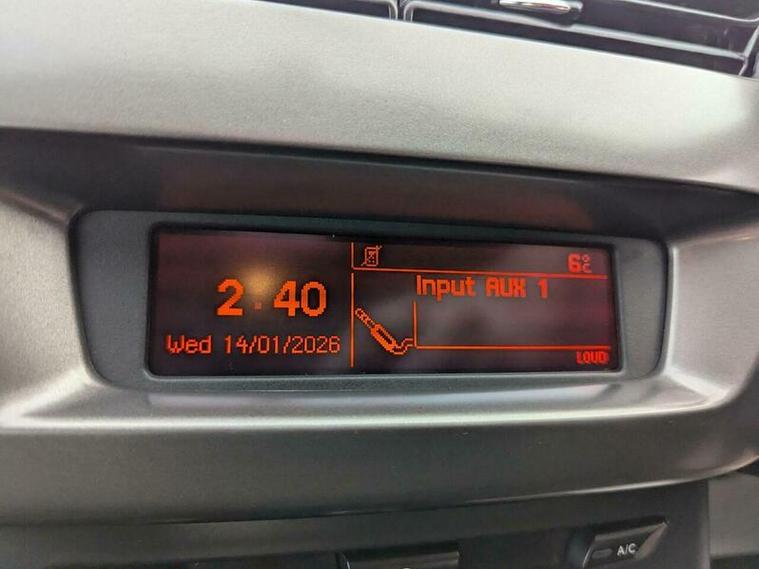 6°C
2:40
Input AUX 1
Wed 14/01/2026
LOUD
A/C